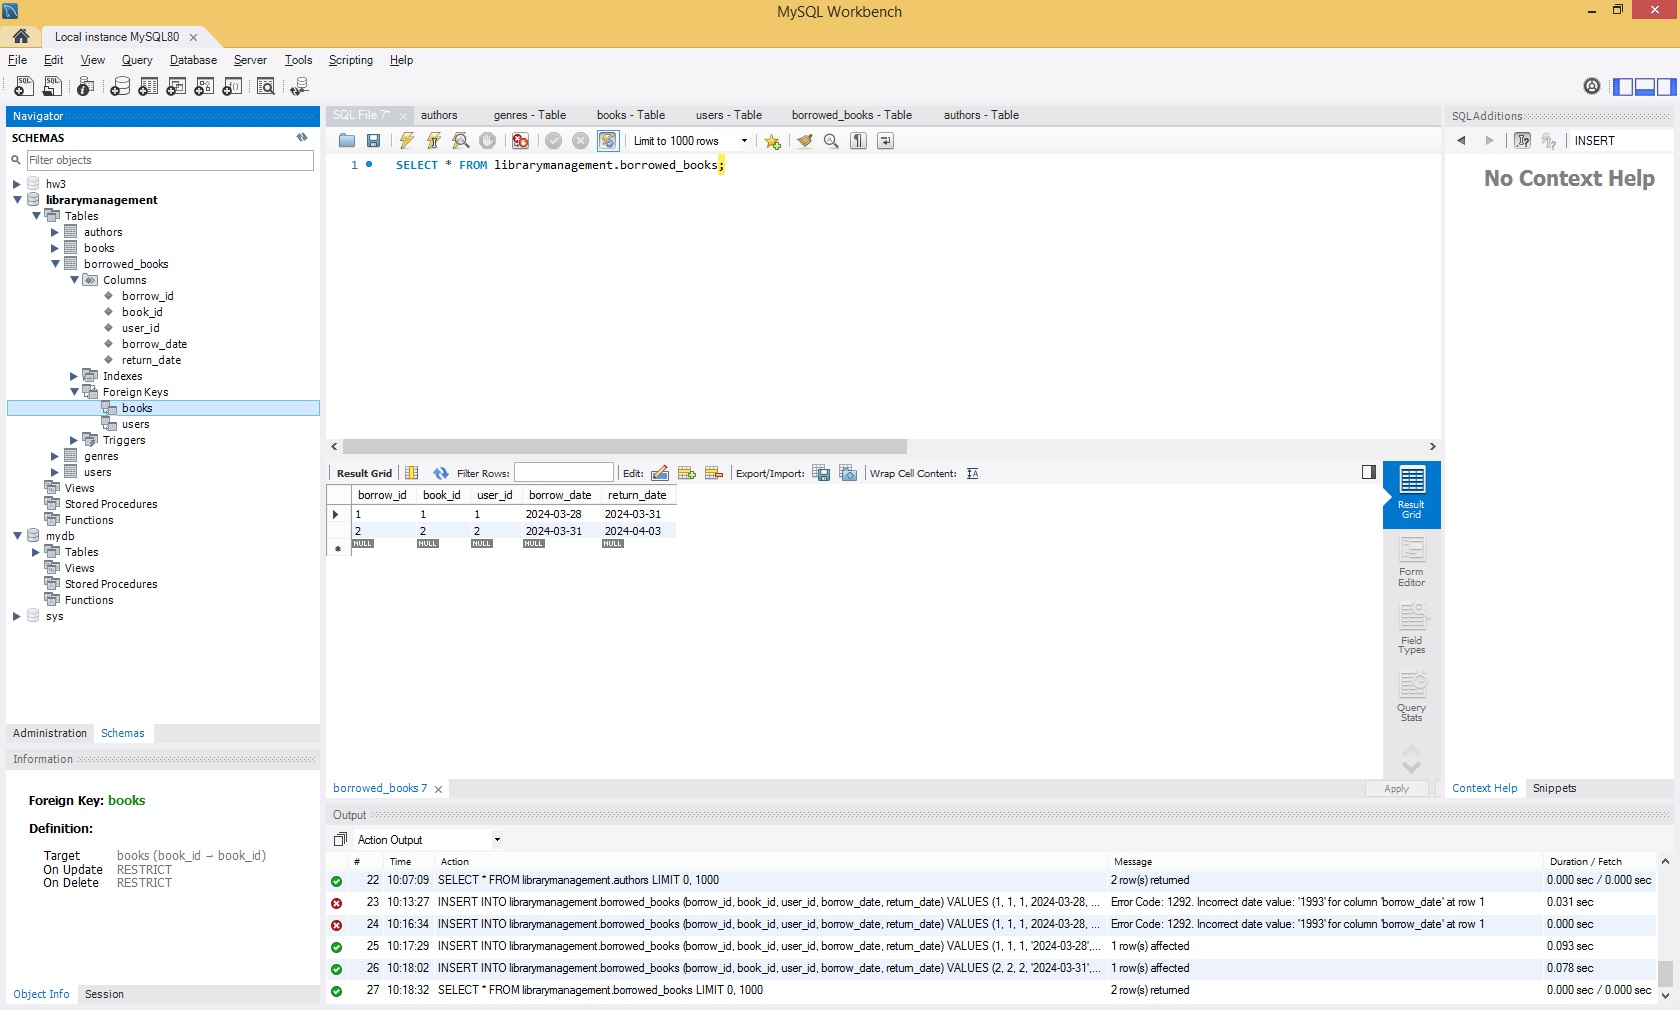 MySQL Workbench
Local instance MySQL80
File Edit View Query Database Server Tools Scripting Help
Navigator
SCHEMAS
Filter objects
hw3
librarymanagement
Tables
authors
books
borrowed_books
Columns
borrow_id
book_id
user_id
borrow_date
return_date
Indexes
Foreign Keys
books
users
Triggers
genres
users
Views
Stored Procedures
Functions
mydb
Tables
Views
Stored Procedures
Functions
sys
Administration Schemas
Information
Foreign Key: books
Definition:
Target books (book_id → book_id)
On Update RESTRICT
On Delete RESTRICT
Object Info Session
SQL File 7* authors genres - Table books - Table users - Table borrowed_books - Table authors - Table
Limit to 1000 rows
1 SELECT * FROM librarymanagement.borrowed_books;
Result Grid Filter Rows: Edit: Export/Import: Wrap Cell Content:
borrow_id book_id user_id borrow_date return_date
1 1 1 2024-03-28 2024-03-31
2 2 2 2024-03-31 2024-04-03
NULL NULL NULL NULL NULL
Result
Grid
Form
Editor
Field
Types
Query
Stats
borrowed_books 7
Apply
SQLAdditions
INSERT
No Context Help
Context Help Snippets
Output
Action Output
# Time Action Message Duration / Fetch
22 10:07:09 SELECT * FROM librarymanagement.authors LIMIT 0, 1000 2 row(s) returned 0.000 sec / 0.000 sec
23 10:13:27 INSERT INTO librarymanagement.borrowed_books (borrow_id, book_id, user_id, borrow_date, return_date) VALUES (1, 1, 1, 2024-03-28, ... Error Code: 1292. Incorrect date value: '1993' for column 'borrow_date' at row 1 0.031 sec
24 10:16:34 INSERT INTO librarymanagement.borrowed_books (borrow_id, book_id, user_id, borrow_date, return_date) VALUES (1, 1, 1, 2024-03-28, ... Error Code: 1292. Incorrect date value: '1993' for column 'borrow_date' at row 1 0.000 sec
25 10:17:29 INSERT INTO librarymanagement.borrowed_books (borrow_id, book_id, user_id, borrow_date, return_date) VALUES (1, 1, 1, '2024-03-28',... 1 row(s) affected 0.093 sec
26 10:18:02 INSERT INTO librarymanagement.borrowed_books (borrow_id, book_id, user_id, borrow_date, return_date) VALUES (2, 2, 2, '2024-03-31',... 1 row(s) affected 0.078 sec
27 10:18:32 SELECT * FROM librarymanagement.borrowed_books LIMIT 0, 1000 2 row(s) returned 0.000 sec / 0.000 sec